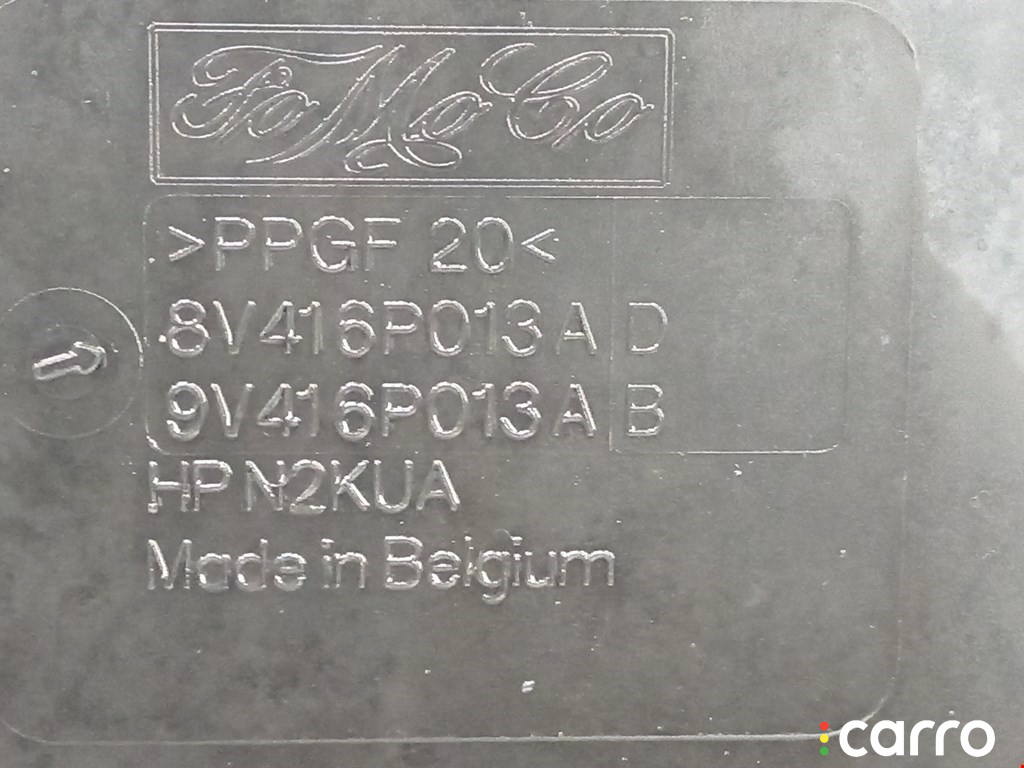 FoMoCo
>PPGF 20<
8V416P013A D
9V416P013A B
HP N2KUA
Made in Belgium
carro